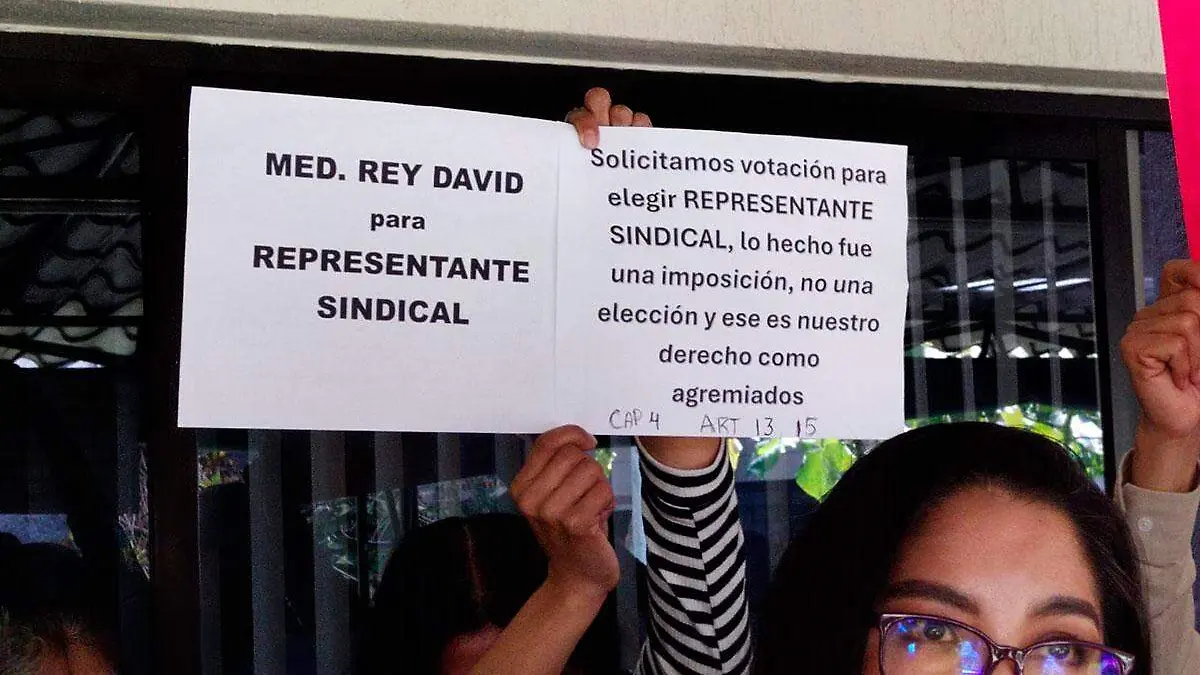 MED. REY DAVID
para
REPRESENTANTE
SINDICAL
Solicitamos votación para
elegir REPRESENTANTE
SINDICAL, lo hecho fue
una imposición, no una
elección y ese es nuestro
derecho como
agremiados
CAP 4 ART 13 15